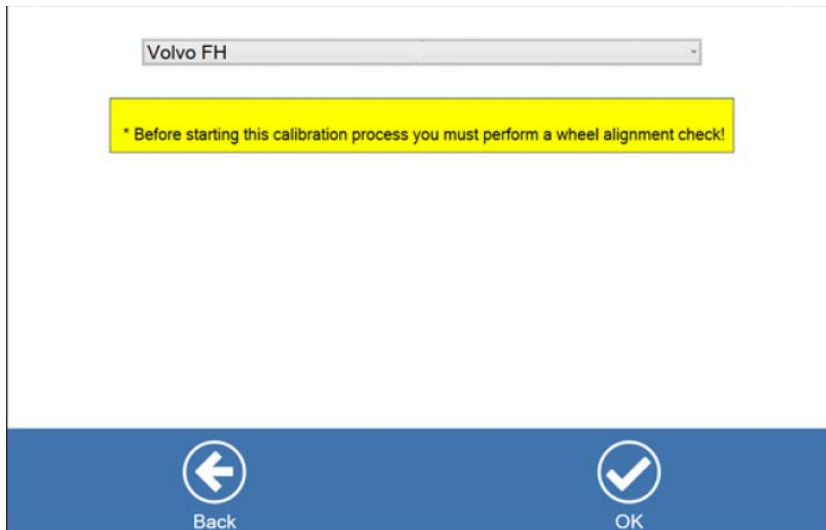 Volvo FH
* Before starting this calibration process you must perform a wheel alignment check!
Back
OK